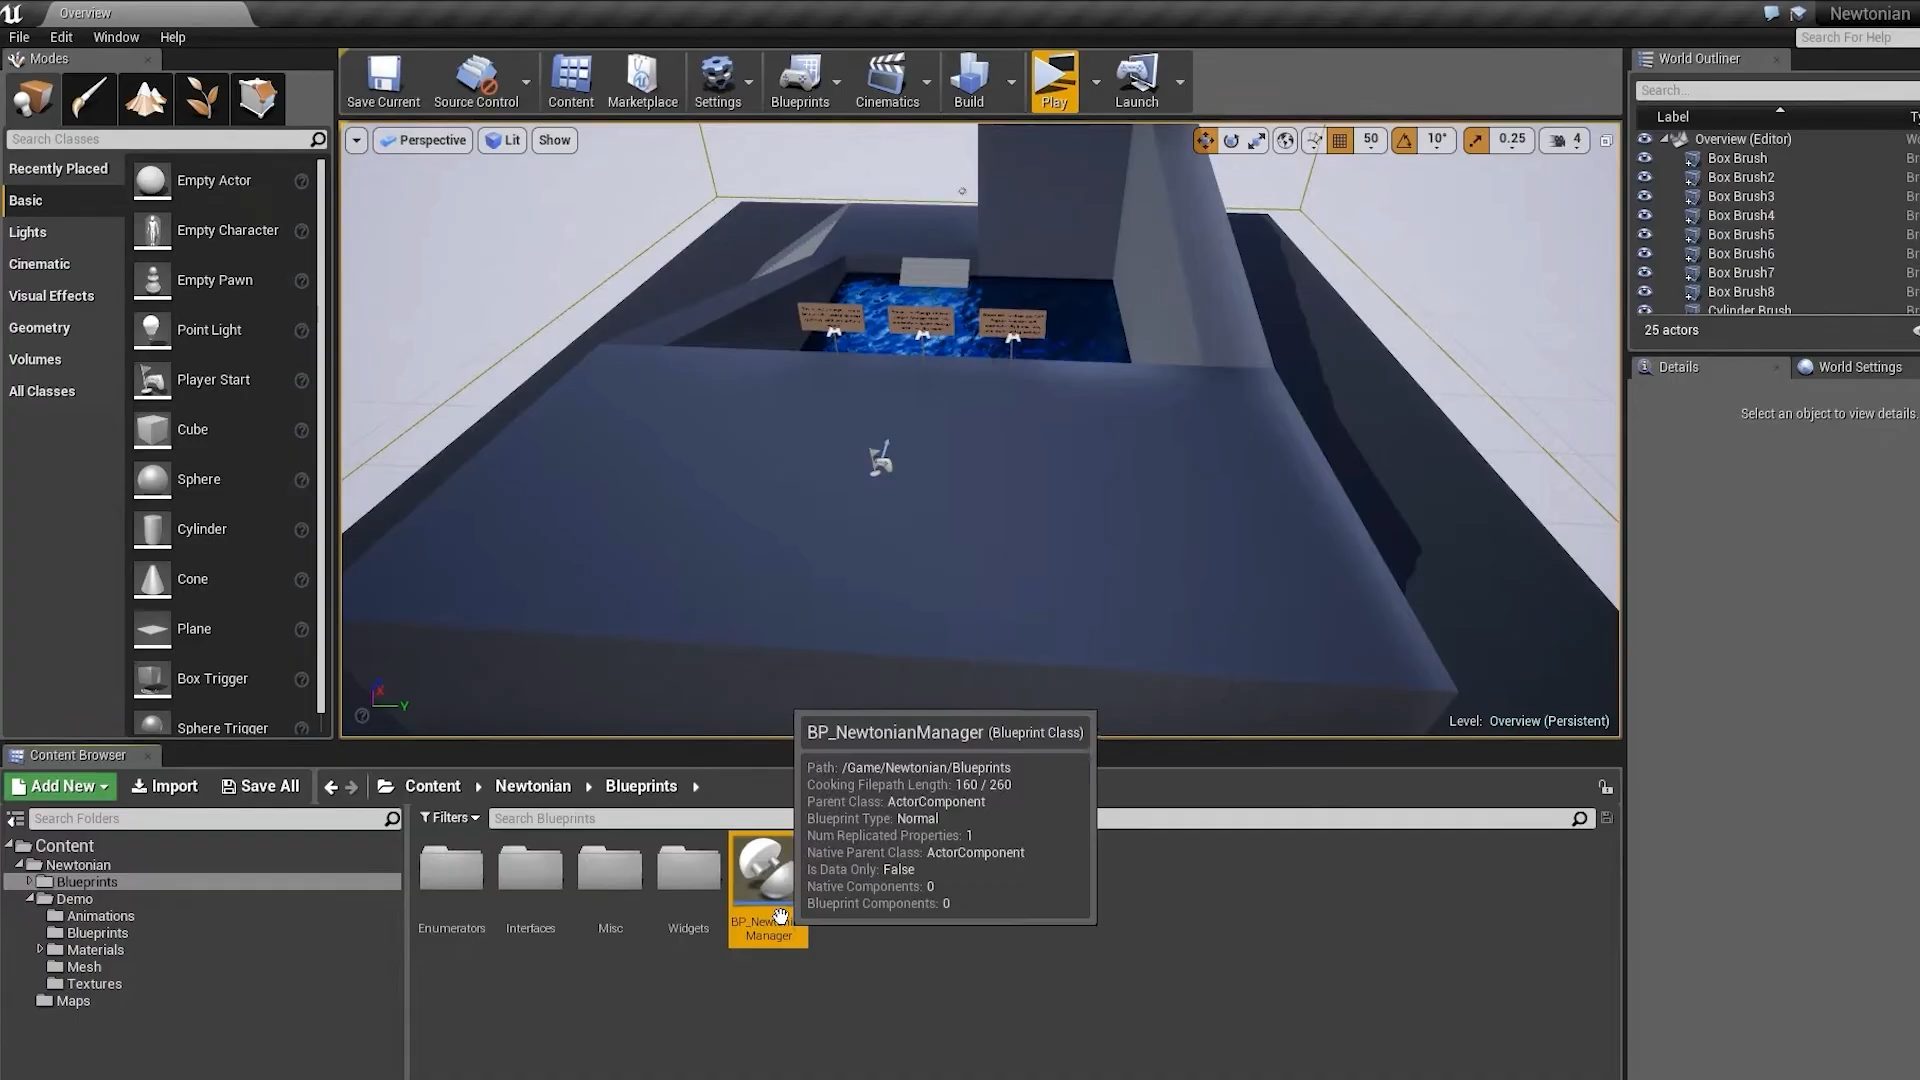 Overview
Newtonian
File Edit Window Help
Search For Help
Modes
Save Current
Source Control
Content
Marketplace
Settings
Blueprints
Cinematics
Build
Play
Launch
Search Classes
Recently Placed
Basic
Lights
Cinematic
Visual Effects
Geometry
Volumes
All Classes
Empty Actor
Empty Character
Empty Pawn
Point Light
Player Start
Cube
Sphere
Cylinder
Cone
Plane
Box Trigger
Sphere Trigger
Perspective
Lit
Show
50
10°
0.25
4
X
Y
Level: Overview (Persistent)
World Outliner
Search...
Label
Overview (Editor)
Box Brush
Box Brush2
Box Brush3
Box Brush4
Box Brush5
Box Brush6
Box Brush7
Box Brush8
Cylinder Brush
25 actors
Details
World Settings
Select an object to view details.
Content Browser
Add New
Import
Save All
Content
Newtonian
Blueprints
Search Folders
Filters
Search Blueprints
Content
Newtonian
Blueprints
Demo
Animations
Blueprints
Materials
Mesh
Textures
Maps
Enumerators
Interfaces
Misc
Widgets
Manager
BP_NewtonianManager (Blueprint Class)
Path: /Game/Newtonian/Blueprints
Cooking Filepath Length: 160 / 260
Parent Class: ActorComponent
Blueprint Type: Normal
Num Replicated Properties: 1
Native Parent Class: ActorComponent
Is Data Only: False
Native Components: 0
Blueprint Components: 0